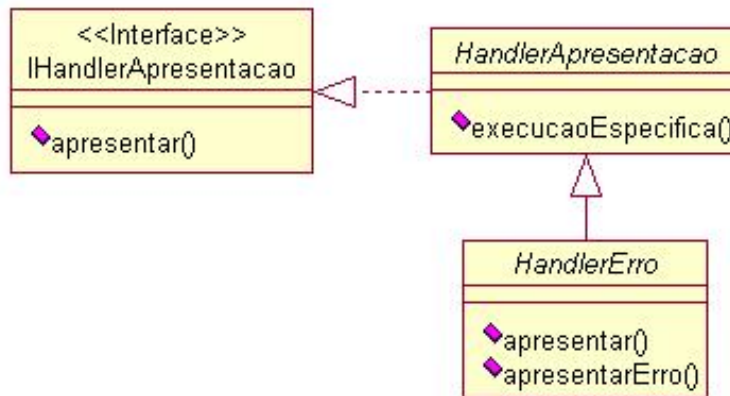 <<Interface>>
IHandlerApresentacao
apresentar()
HandlerApresentacao
execucaoEspecifica()
HandlerErro
apresentar()
apresentarErro()